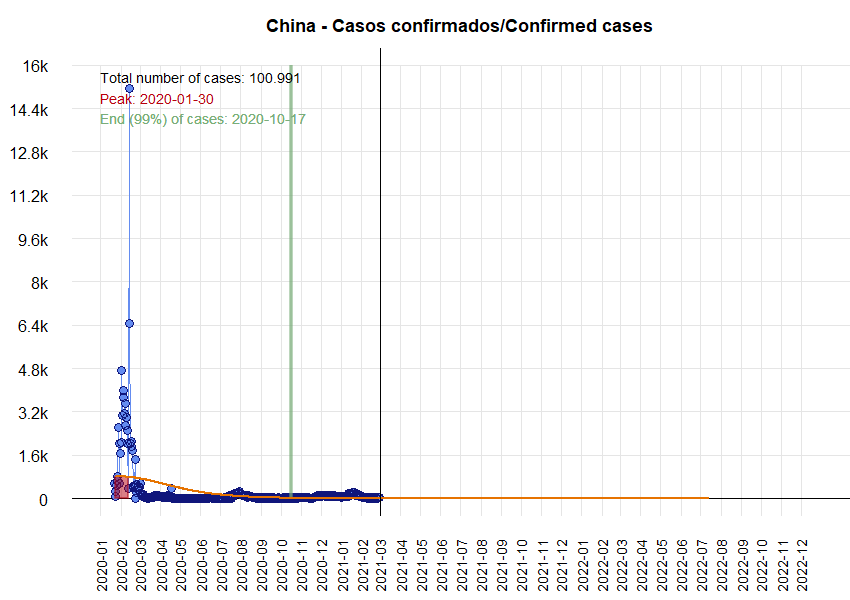 China - Casos confirmados/Confirmed cases
Total number of cases: 100.991
Peak: 2020-01-30
End (99%) of cases: 2020-10-17
16k
14.4k
12.8k
11.2k
9.6k
8k
6.4k
4.8k
3.2k
1.6k
0
2020-01
2020-02
2020-03
2020-04
2020-05
2020-06
2020-07
2020-08
2020-09
2020-10
2020-11
2020-12
2021-01
2021-02
2021-03
2021-04
2021-05
2021-06
2021-07
2021-08
2021-09
2021-10
2021-11
2021-12
2022-01
2022-02
2022-03
2022-04
2022-05
2022-06
2022-07
2022-08
2022-09
2022-10
2022-11
2022-12